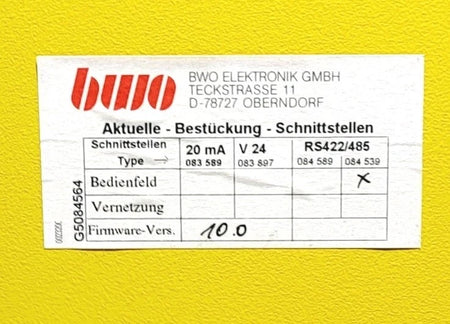 bwo
BWO ELEKTRONIK GMBH
TECKSTRASSE 11
D-78727 OBERNDORF
Aktuelle - Bestückung - Schnittstellen
Schnittstellen 20 mA V 24 RS422/485
Type → 083 589 083 897 084 589 084 539
Bedienfeld x
Vernetzung
Firmware-Vers. 10.0
G5084564